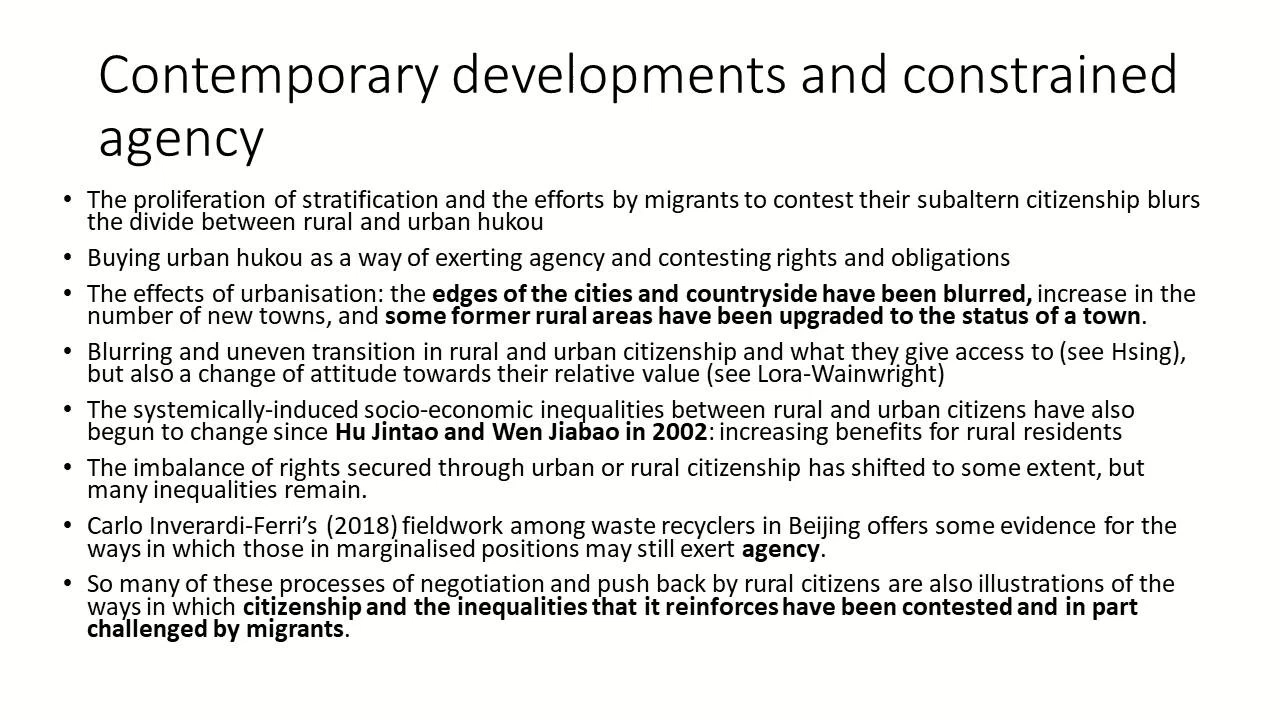 Contemporary developments and constrained
agency
• The proliferation of stratification and the efforts by migrants to contest their subaltern citizenship blurs
the divide between rural and urban hukou
• Buying urban hukou as a way of exerting agency and contesting rights and obligations
• The effects of urbanisation: the edges of the cities and countryside have been blurred, increase in the
number of new towns, and some former rural areas have been upgraded to the status of a town.
• Blurring and uneven transition in rural and urban citizenship and what they give access to (see Hsing),
but also a change of attitude towards their relative value (see Lora-Wainwright)
• The systemically-induced socio-economic inequalities between rural and urban citizens have also
begun to change since Hu Jintao and Wen Jiabao in 2002: increasing benefits for rural residents
• The imbalance of rights secured through urban or rural citizenship has shifted to some extent, but
many inequalities remain.
• Carlo Inverardi-Ferri’s (2018) fieldwork among waste recyclers in Beijing offers some evidence for the
ways in which those in marginalised positions may still exert agency.
• So many of these processes of negotiation and push back by rural citizens are also illustrations of the
ways in which citizenship and the inequalities that it reinforces have been contested and in part
challenged by migrants.